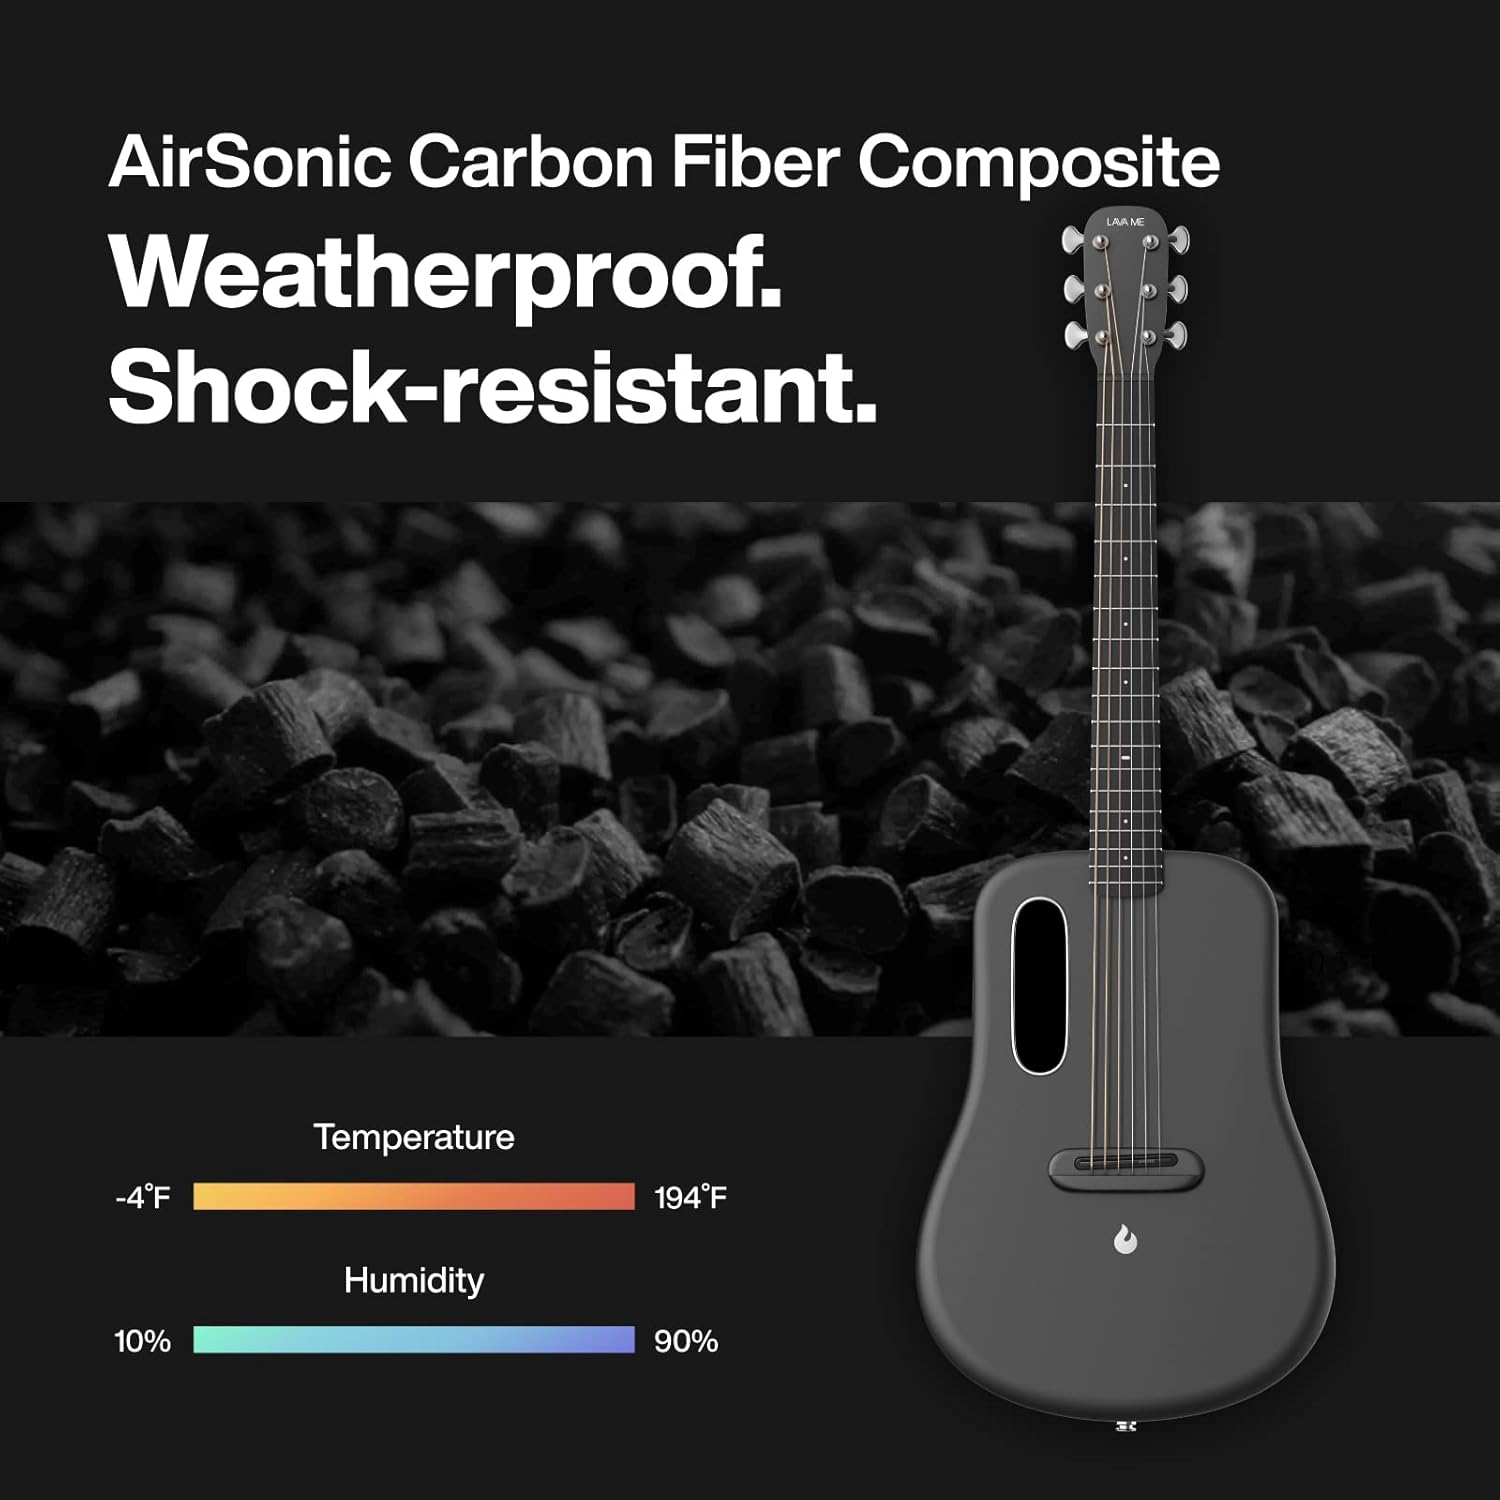 AirSonic Carbon Fiber Composite
Weatherproof.
Shock-resistant.
LAVA ME
Temperature
-4°F 194°F
Humidity
10% 90%